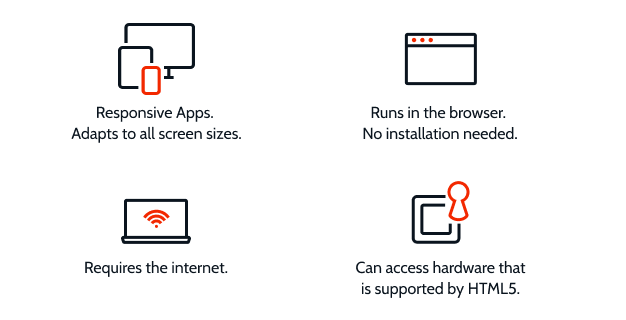 Responsive Apps.
Adapts to all screen sizes.
Runs in the browser.
No installation needed.
Requires the internet.
Can access hardware that
is supported by HTML5.